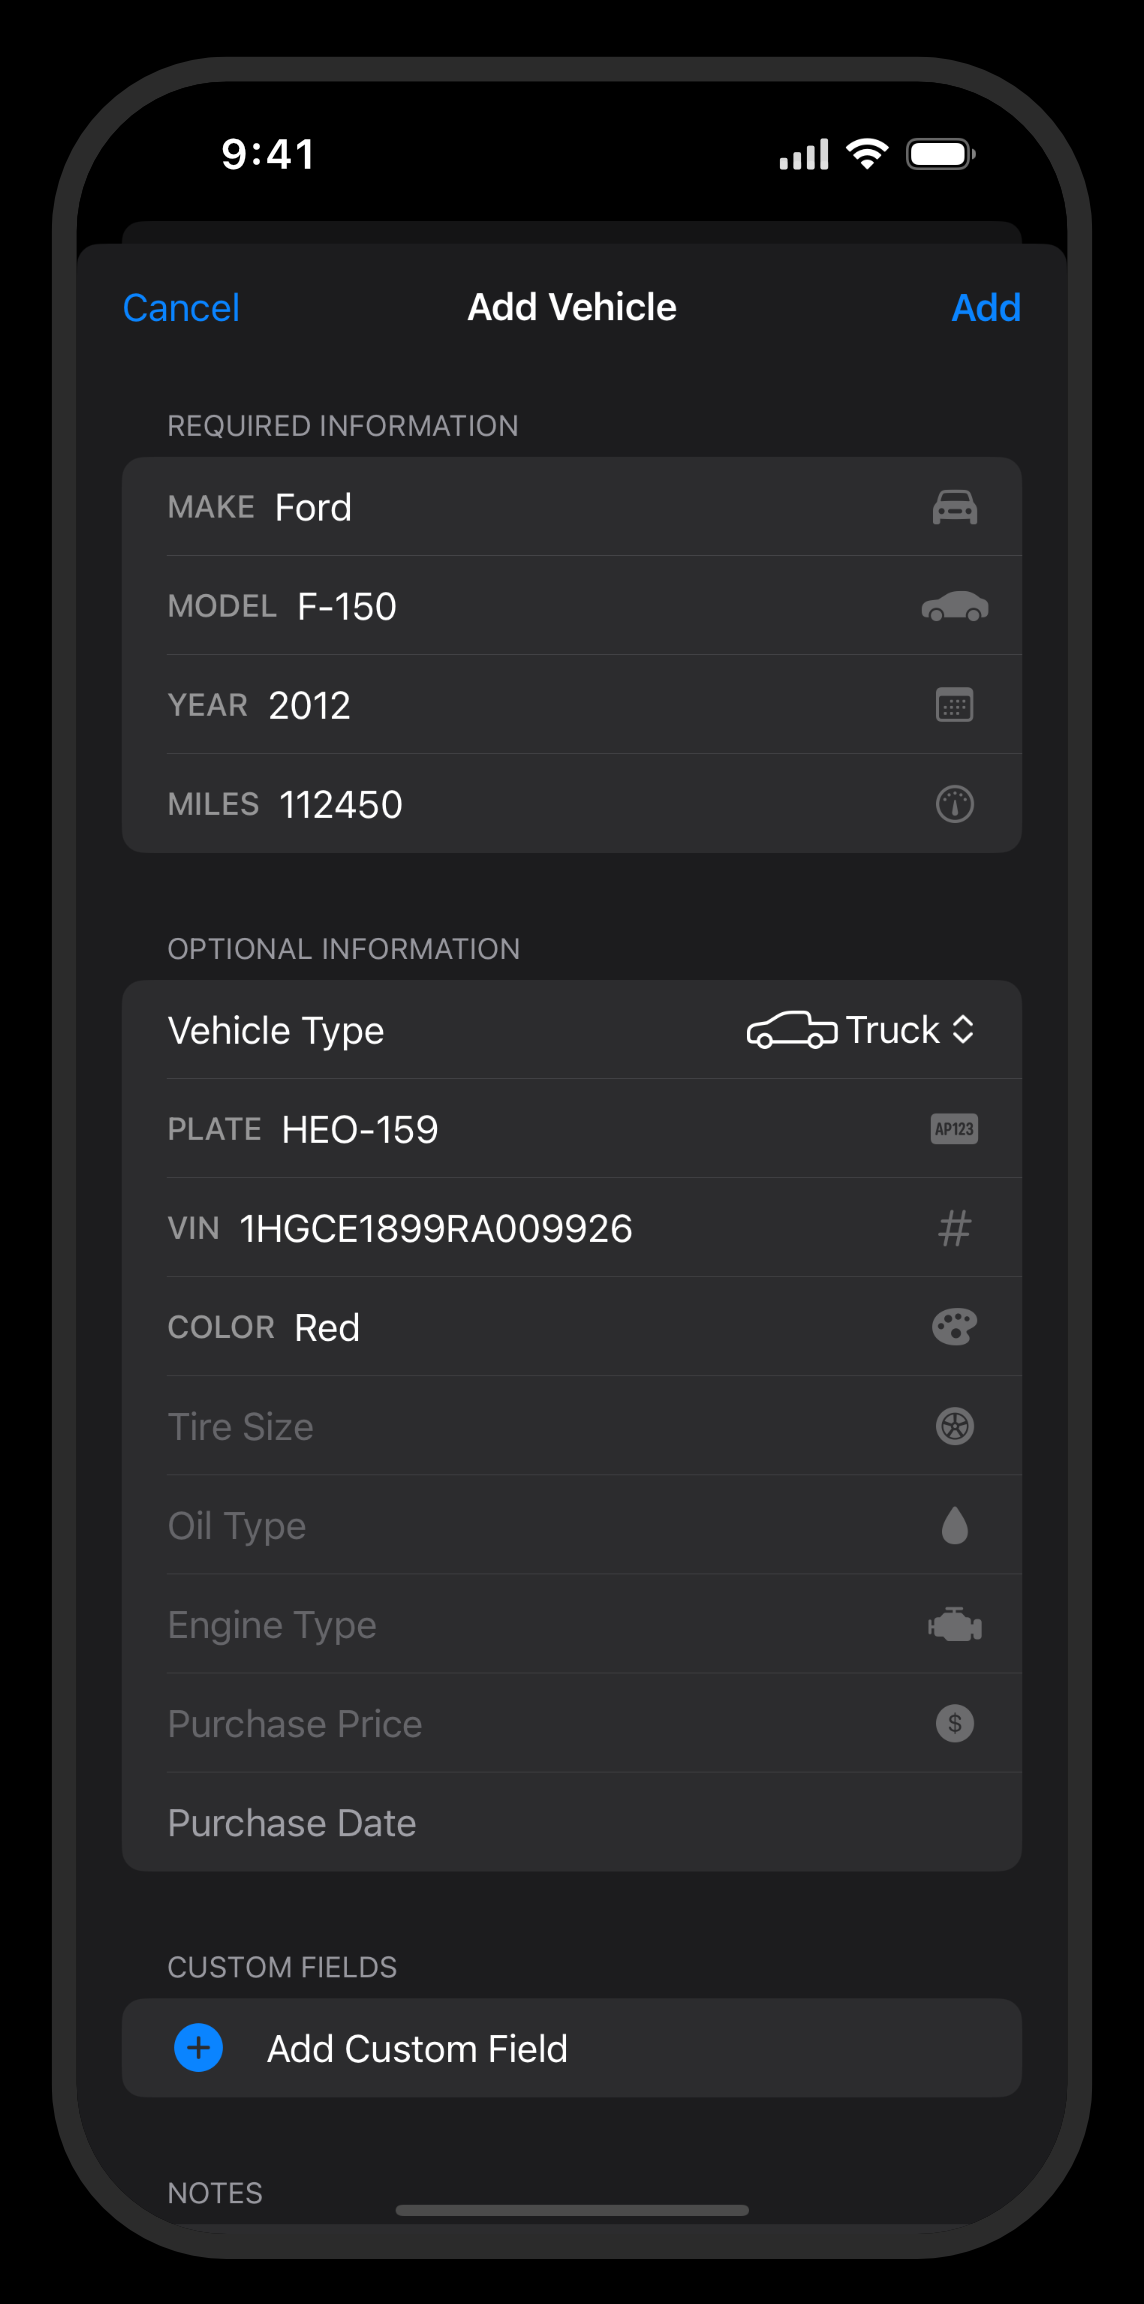 9:41
Cancel Add Vehicle Add
REQUIRED INFORMATION
MAKE Ford
MODEL F-150
YEAR 2012
MILES 112450
OPTIONAL INFORMATION
Vehicle Type Truck
PLATE HEO-159 AP123
VIN 1HGCE1899RA009926 #
COLOR Red
Tire Size
Oil Type
Engine Type
Purchase Price $
Purchase Date
CUSTOM FIELDS
Add Custom Field
NOTES